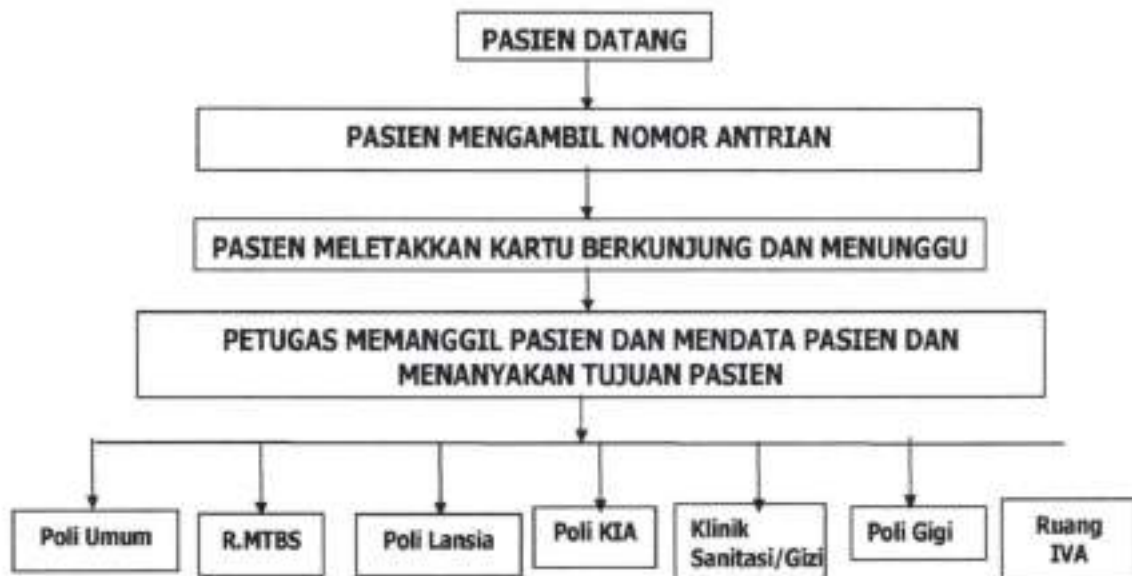 PASIEN DATANG
PASIEN MENGAMBIL NOMOR ANTRIAN
PASIEN MELETAKKAN KARTU BERKUNJUNG DAN MENUNGGU
PETUGAS MEMANGGIL PASIEN DAN MENDATA PASIEN DAN
MENANYAKAN TUJUAN PASIEN
Poli Umum
R.MTBS
Poli Lansia
Poli KIA
Klinik
Sanitasi/Gizi
Poli Gigi
Ruang
IVA